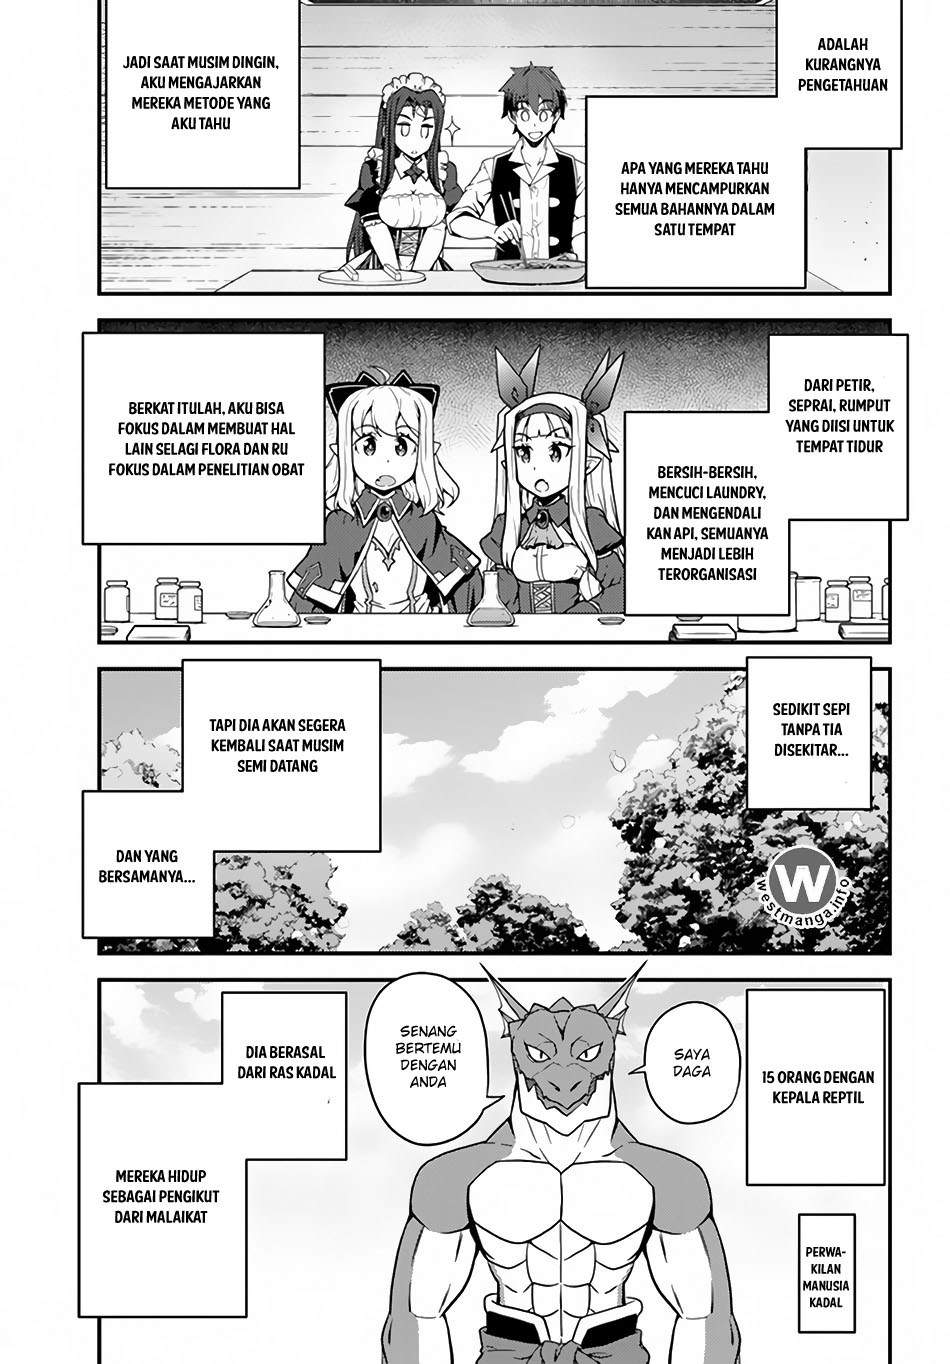 ADALAH
KURANGNYA
PENGETAHUAN
APA YANG MEREKA TAHU
HANYA MENCAMPURKAN
SEMUA BAHANNYA DALAM
SATU TEMPAT
JADI SAAT MUSIM DINGIN,
AKU MENGAJARKAN
MEREKA METODE YANG
AKU TAHU
DARI PETIR,
SEPRAI, RUMPUT
YANG DIISI UNTUK
TEMPAT TIDUR
BERSIH-BERSIH,
MENCUCI LAUNDRY,
DAN MENGENDALI
KAN API, SEMUANYA
MENJADI LEBIH
TERORGANISASI
BERKAT ITULAH, AKU BISA
FOKUS DALAM MEMBUAT HAL
LAIN SELAGI FLORA DAN RU
FOKUS DALAM PENELITIAN OBAT
SEDIKIT SEPI
TANPA TIA
DISEKITAR...
TAPI DIA AKAN SEGERA
KEMBALI SAAT MUSIM
SEMI DATANG
DAN YANG
BERSAMANYA...
W
westmanga.info
15 ORANG DENGAN
KEPALA REPTIL
SAYA
DAGA
SENANG
BERTEMU
DENGAN
ANDA
PERWA-
KILAN
MANUSIA
KADAL
DIA BERASAL
DARI RAS KADAL
MEREKA HIDUP
SEBAGAI PENGIKUT
DARI MALAIKAT